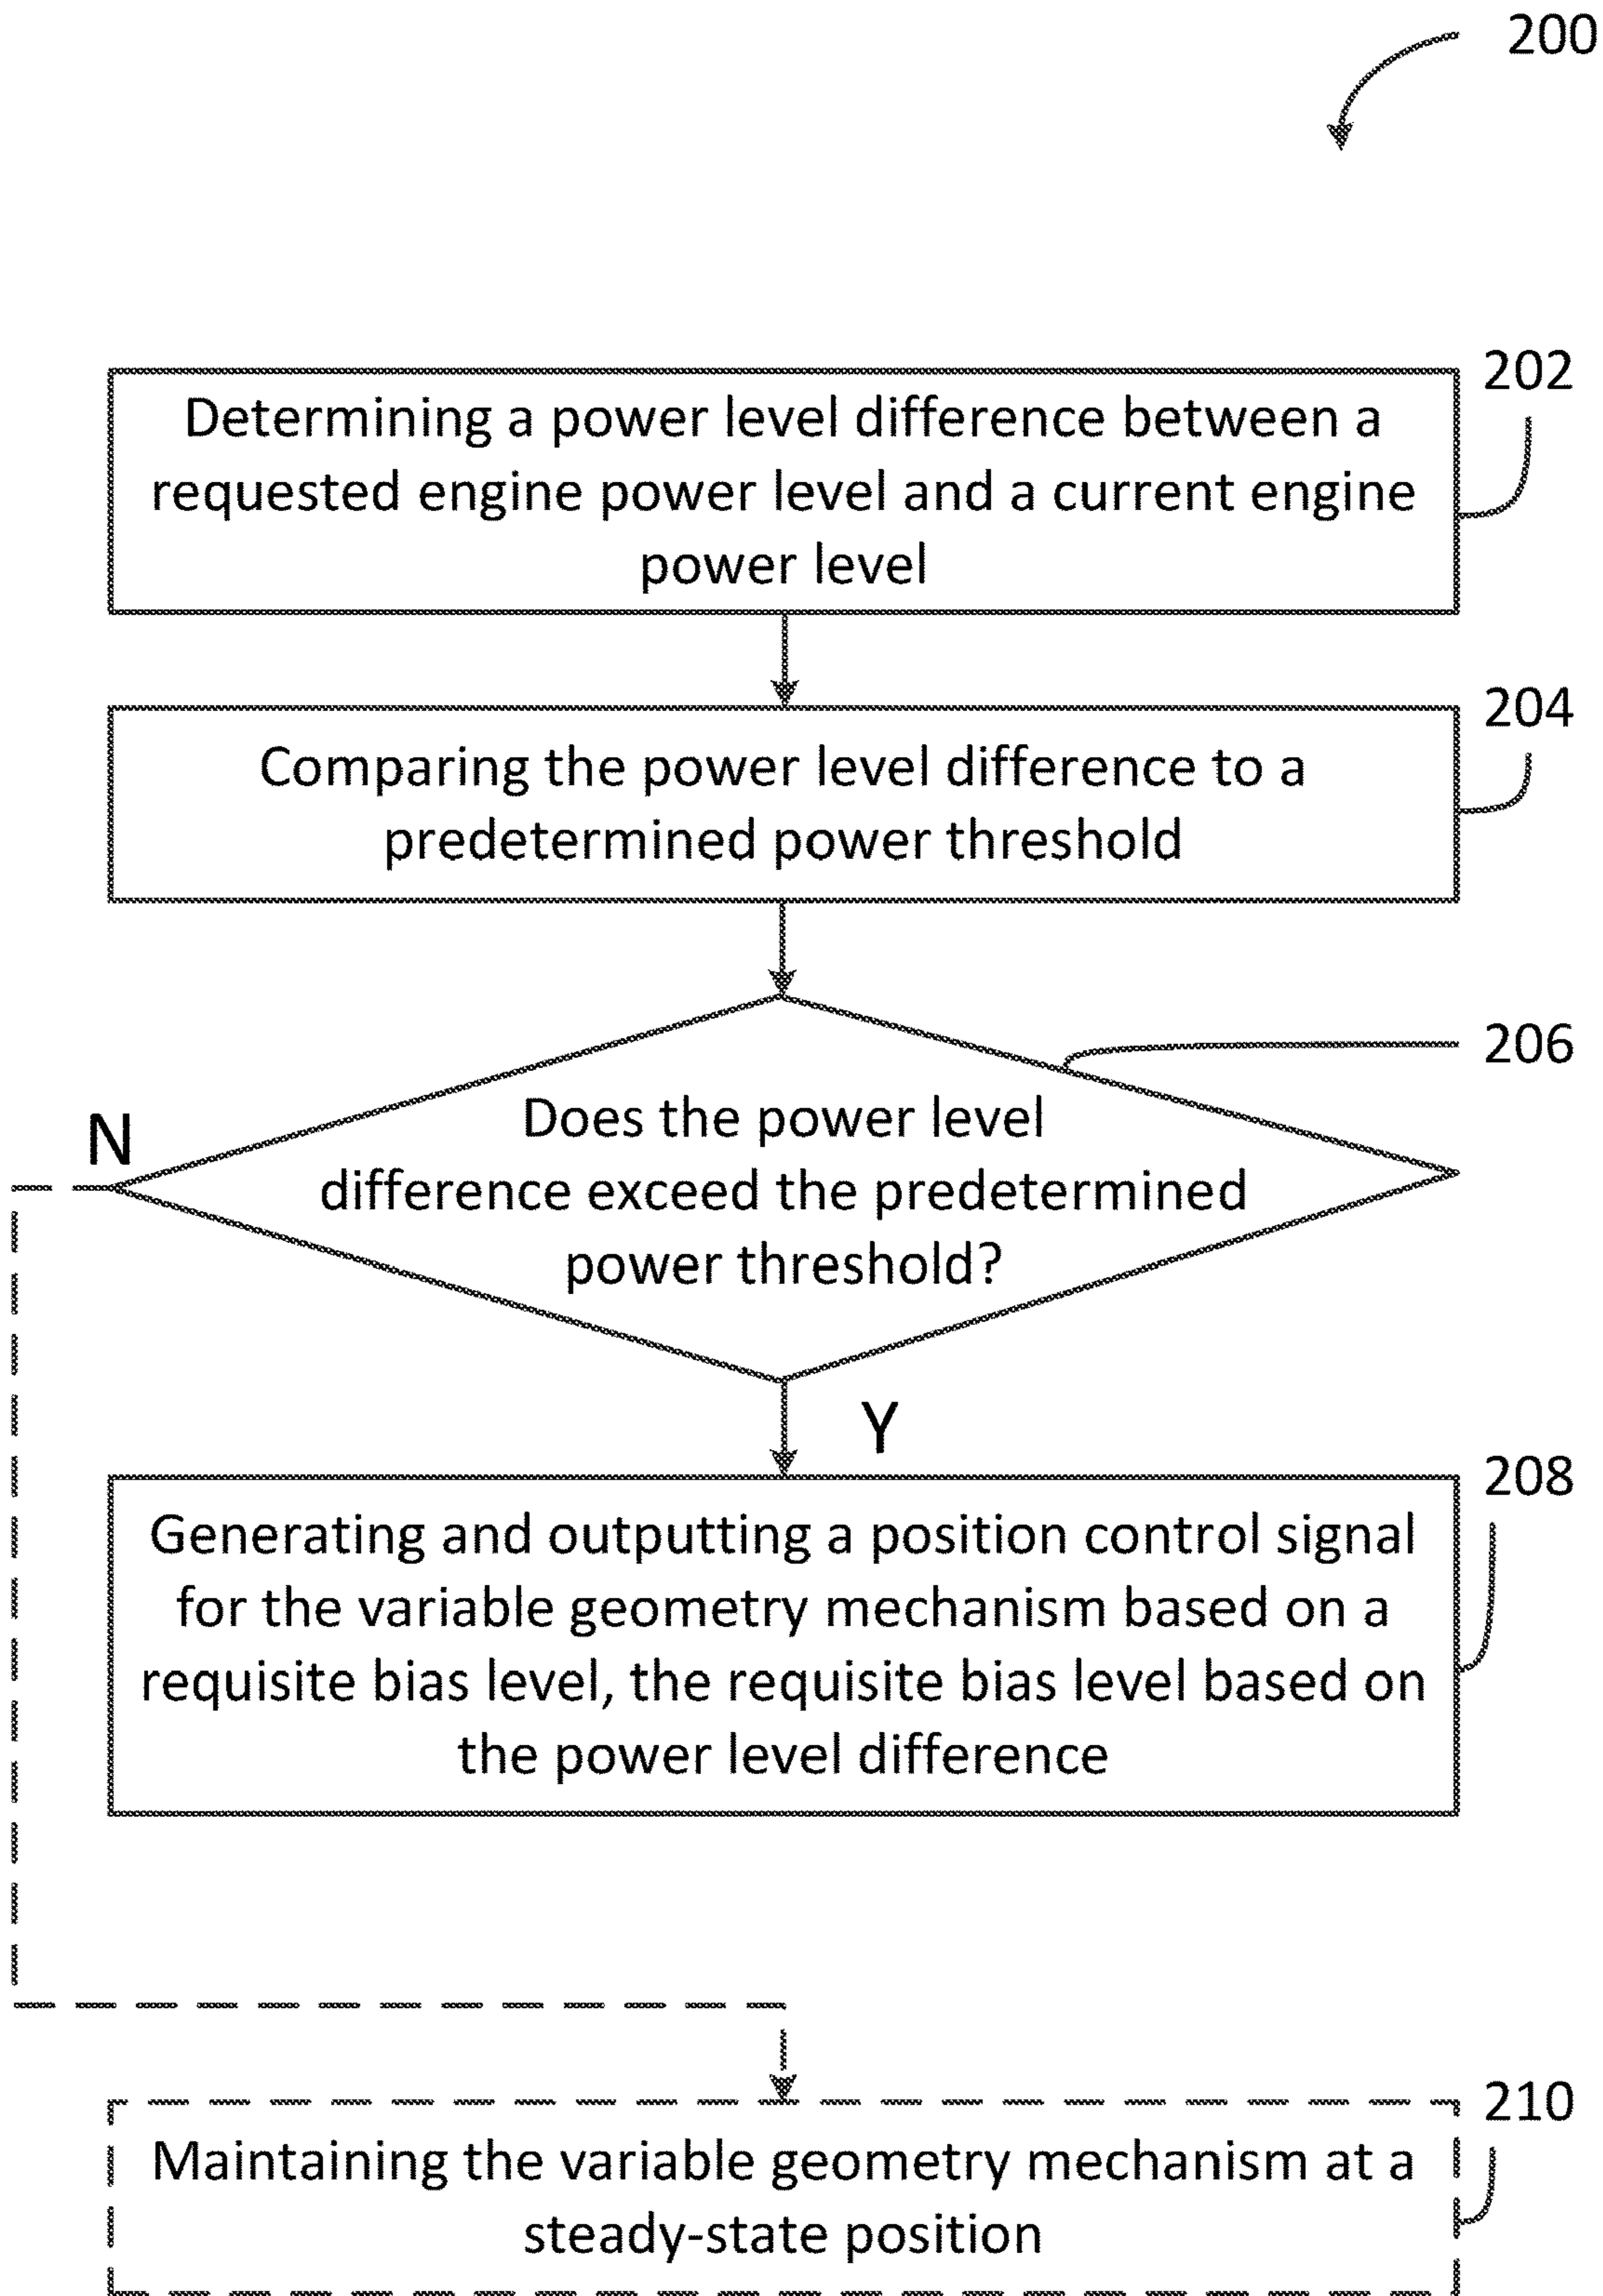 200
202
Determining a power level difference between a
requested engine power level and a current engine
power level
204
Comparing the power level difference to a
predetermined power threshold
206
N
Does the power level
difference exceed the predetermined
power threshold?
Y
208
Generating and outputting a position control signal
for the variable geometry mechanism based on a
requisite bias level, the requisite bias level based on
the power level difference
210
Maintaining the variable geometry mechanism at a
steady-state position